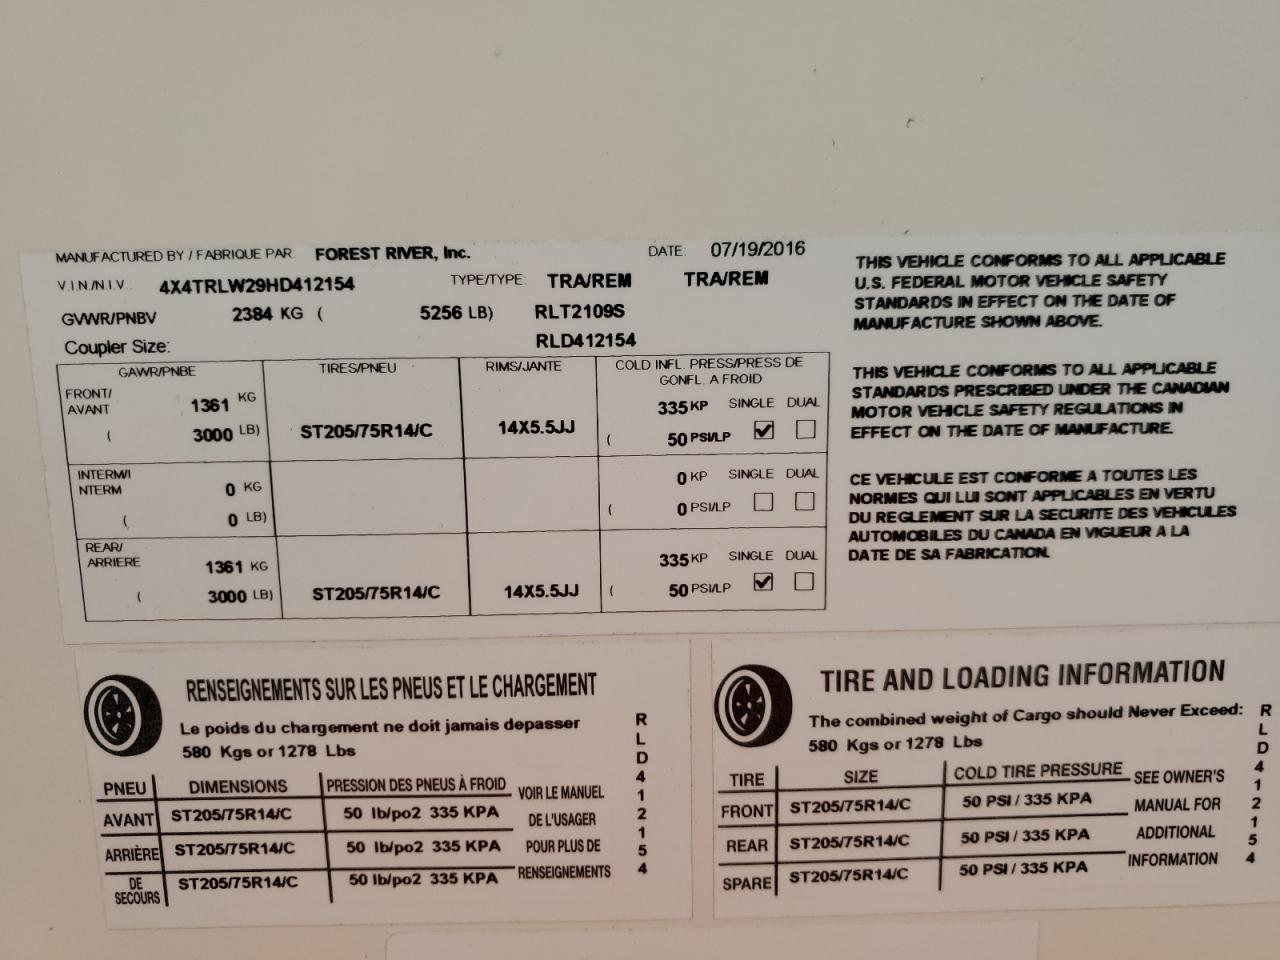 MANUFACTURED BY / FABRIQUE PAR FOREST RIVER, Inc. DATE: 07/19/2016
V.I.N./N.I.V.: 4X4TRLW29HD412154 TYPE/TYPE: TRA/REM TRA/REM
GVWR/PNBV 2384 KG ( 5256 LB) RLT2109S
Coupler Size: RLD412154
GAWR/PNBE TIRES/PNEU RIMS/JANTE COLD INFL. PRESS/PRESS DE
GONFL. A FROID
FRONT/
AVANT 1361 KG 335 KP SINGLE DUAL
( 3000 LB) ST205/75R14/C 14X5.5JJ ( 50 PSI/LP
INTERM/I
NTERM 0 KG 0 KP SINGLE DUAL
( 0 LB) ( 0 PSI/LP
REAR/
ARRIERE 1361 KG 335 KP SINGLE DUAL
( 3000 LB) ST205/75R14/C 14X5.5JJ ( 50 PSI/LP
THIS VEHICLE CONFORMS TO ALL APPLICABLE
U.S. FEDERAL MOTOR VEHICLE SAFETY
STANDARDS IN EFFECT ON THE DATE OF
MANUFACTURE SHOWN ABOVE.
THIS VEHICLE CONFORMS TO ALL APPLICABLE
STANDARDS PRESCRIBED UNDER THE CANADIAN
MOTOR VEHICLE SAFETY REGULATIONS IN
EFFECT ON THE DATE OF MANUFACTURE.
CE VEHICULE EST CONFORME A TOUTES LES
NORMES QUI LUI SONT APPLICABLES EN VERTU
DU REGLEMENT SUR LA SECURITE DES VEHICULES
AUTOMOBILES DU CANADA EN VIGUEUR A LA
DATE DE SA FABRICATION.
RENSEIGNEMENTS SUR LES PNEUS ET LE CHARGEMENT
Le poids du chargement ne doit jamais depasser
580 Kgs or 1278 Lbs
PNEU DIMENSIONS PRESSION DES PNEUS À FROID
AVANT ST205/75R14/C 50 lb/po2 335 KPA
ARRIÈRE ST205/75R14/C 50 lb/po2 335 KPA
DE
SECOURS ST205/75R14/C 50 lb/po2 335 KPA
VOIR LE MANUEL
DE L'USAGER
POUR PLUS DE
RENSEIGNEMENTS
RLD412154
TIRE AND LOADING INFORMATION
The combined weight of Cargo should Never Exceed:
580 Kgs or 1278 Lbs
TIRE SIZE COLD TIRE PRESSURE
FRONT ST205/75R14/C 50 PSI / 335 KPA
REAR ST205/75R14/C 50 PSI / 335 KPA
SPARE ST205/75R14/C 50 PSI / 335 KPA
SEE OWNER'S
MANUAL FOR
ADDITIONAL
INFORMATION
RLD412154